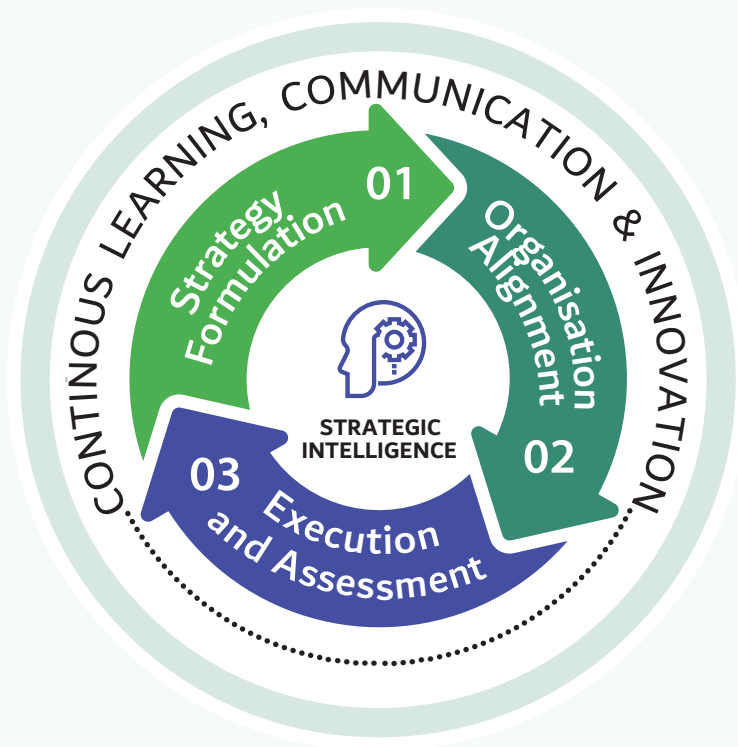 CONTINOUS LEARNING, COMMUNICATION & INNOVATION
01
Strategy
Formulation
Organisation
Alignment
02
03
Execution
and Assessment
STRATEGIC
INTELLIGENCE